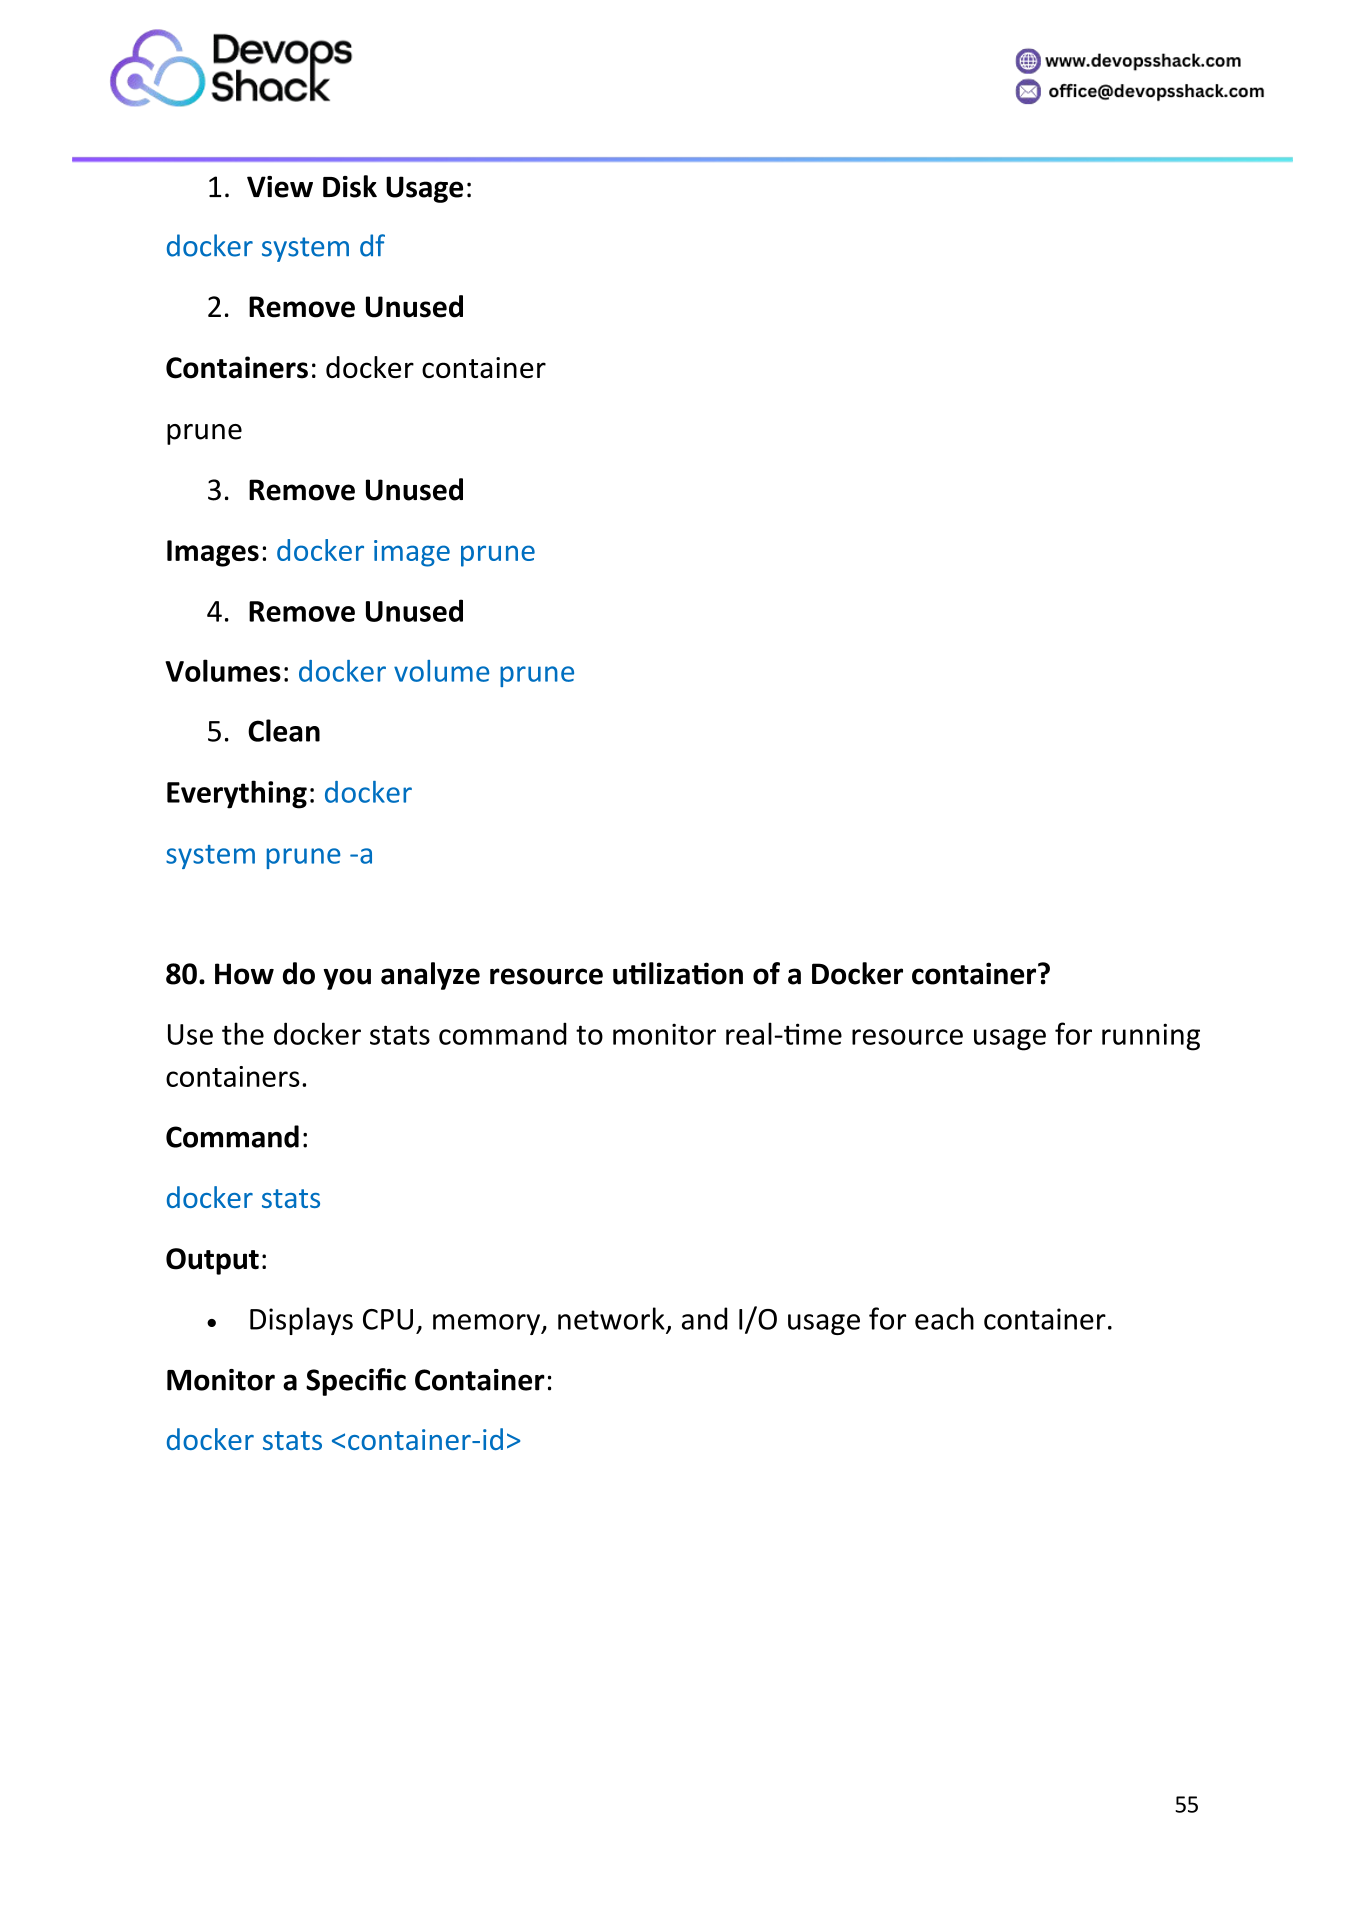 Devops
Shack
www.devopsshack.com
office@devopsshack.com
1. View Disk Usage:
docker system df
2. Remove Unused
Containers: docker container
prune
3. Remove Unused
Images: docker image prune
4. Remove Unused
Volumes: docker volume prune
5. Clean
Everything: docker
system prune -a
80. How do you analyze resource utilization of a Docker container?
Use the docker stats command to monitor real-time resource usage for running
containers.
Command:
docker stats
Output:
• Displays CPU, memory, network, and I/O usage for each container.
Monitor a Specific Container:
docker stats <container-id>
55